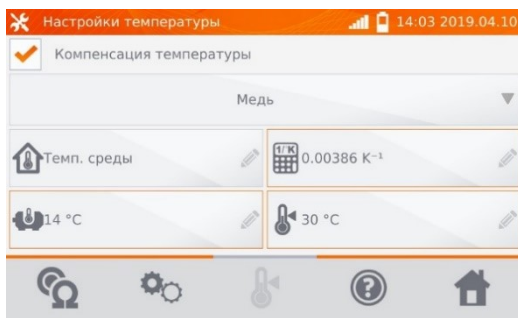 Настройки температуры 14:03 2019.04.10
Компенсация температуры
Медь
Темп. среды 1/K 0.00386 K⁻¹
14 °C 30 °C